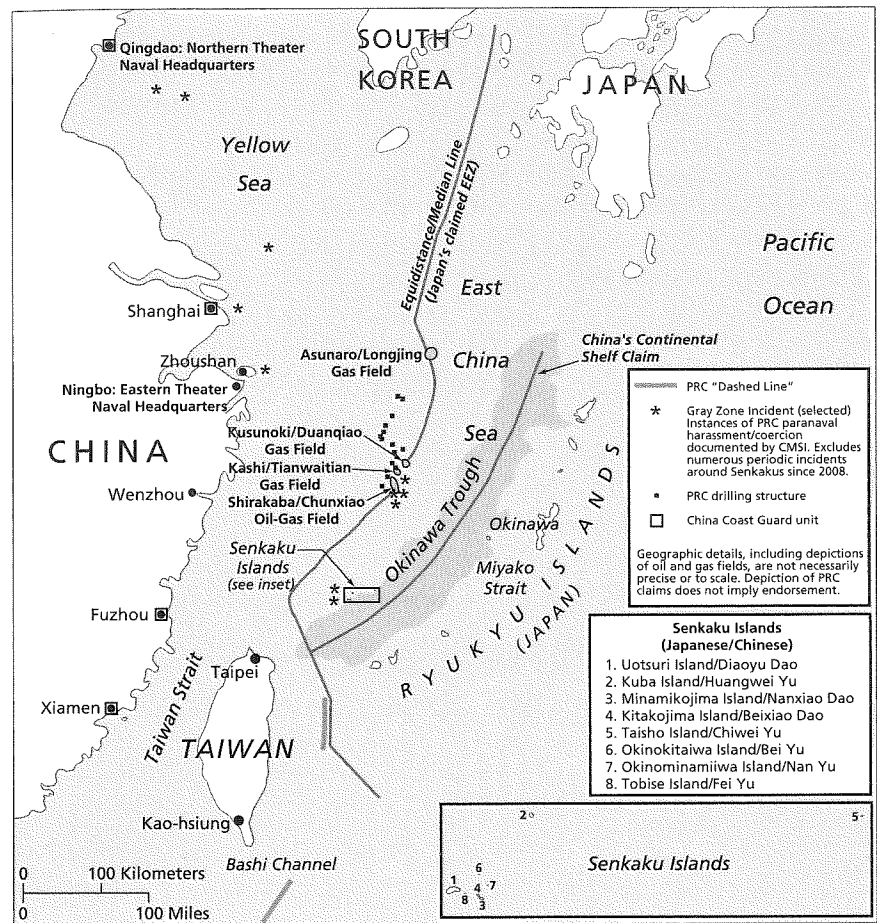 SOUTH
KOREA
JAPAN
Qingdao: Northern Theater
Naval Headquarters
*
*
Yellow
Sea
Equidistance/Median Line
(Japan's claimed EEZ)
*
Pacific
Ocean
East
China
Sea
Shanghai
*
Zhoushan
*
Ningbo: Eastern Theater
Naval Headquarters
Asunaro/Longjing
Gas Field
China's Continental
Shelf Claim
CHINA
Kusunoki/Duanqiao
Gas Field
Kashi/Tianwaitian
Gas Field
Shirakaba/Chunxiao
Oil-Gas Field
*
* *
*
Wenzhou
Okinawa Trough
Okinawa
Miyako
Strait
Senkaku
Islands
(see inset)
*
*
RYUKYU ISLANDS
(JAPAN)
Fuzhou
Taipei
Taiwan Strait
Xiamen
TAIWAN
Kao-hsiung
Bashi Channel
0 100 Kilometers
0 100 Miles
PRC "Dashed Line"
* Gray Zone Incident (selected)
Instances of PRC paranaval
harassment/coercion
documented by CMSI. Excludes
numerous periodic incidents
around Senkakus since 2008.
PRC drilling structure
China Coast Guard unit
Geographic details, including depictions
of oil and gas fields, are not necessarily
precise or to scale. Depiction of PRC
claims does not imply endorsement.
Senkaku Islands
(Japanese/Chinese)
1. Uotsuri Island/Diaoyu Dao
2. Kuba Island/Huangwei Yu
3. Minamikojima Island/Nanxiao Dao
4. Kitakojima Island/Beixiao Dao
5. Taisho Island/Chiwei Yu
6. Okinokitaiwa Island/Bei Yu
7. Okinominamiiwa Island/Nan Yu
8. Tobise Island/Fei Yu
2
5
Senkaku Islands
6
1
4
7
8
3